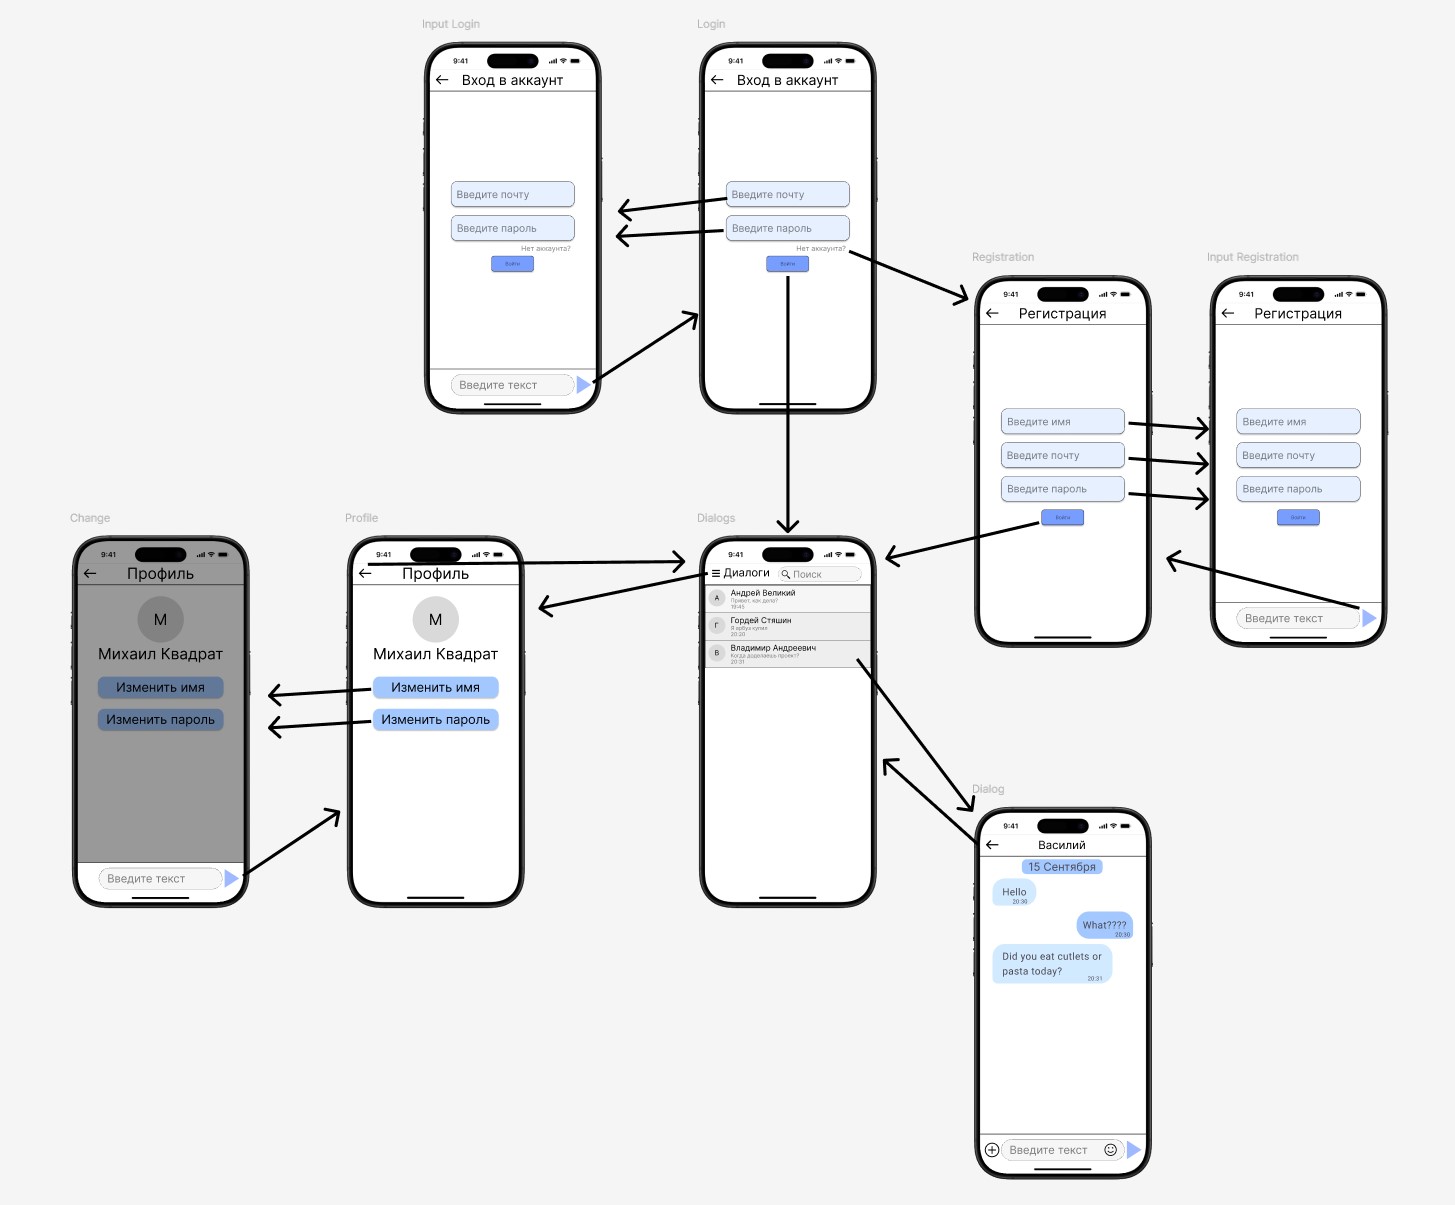 Input Login
9:41
Вход в аккаунт
Введите почту
Введите пароль
Нет аккаунта?
Войти
Введите текст
Login
9:41
Вход в аккаунт
Введите почту
Введите пароль
Нет аккаунта?
Войти
Registration
9:41
Регистрация
Введите имя
Введите почту
Введите пароль
Войти
Input Registration
9:41
Регистрация
Введите имя
Введите почту
Введите пароль
Войти
Введите текст
Change
9:41
Профиль
М
Михаил Квадрат
Изменить имя
Изменить пароль
Введите текст
Profile
9:41
Профиль
М
Михаил Квадрат
Изменить имя
Изменить пароль
Dialogs
9:41
Диалоги
Поиск
А
Андрей Великий
Привет, как дела?
19:45
Г
Гордей Стяшин
Я арбуз купил
20:20
В
Владимир Андреевич
Когда доделаешь проект?
20:31
Dialog
9:41
Василий
15 Сентября
Hello
20:30
What????
20:30
Did you eat cutlets or
pasta today?
20:31
Введите текст